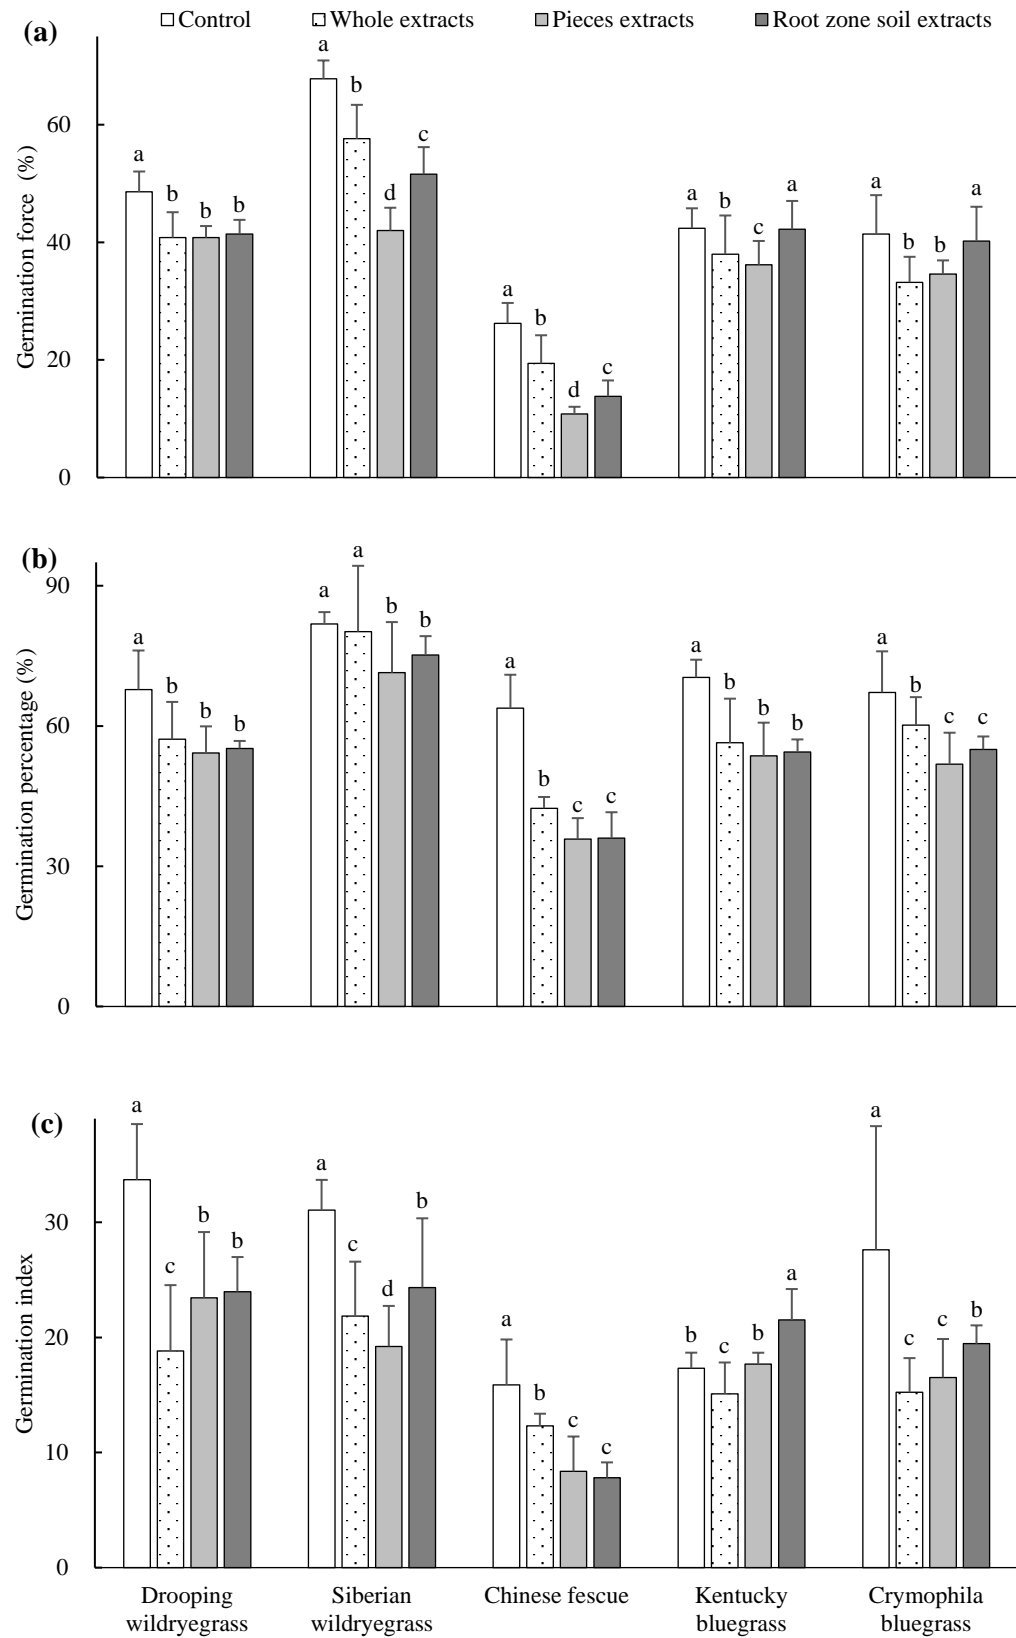 (a)
Control Whole extracts Pieces extracts Root zone soil extracts
Germination force (%)
60
40
20
0
a b b b
a b d c
a b d c
a b c a
a b b a
(b)
Germination percentage (%)
90
60
30
0
a b b b
a a b b
a b c c
a b b b
a b c c
(c)
Germination index
30
20
10
0
a c b b
a c d b
a b c c
b c b a
a c c b
Drooping
wildryegrass
Siberian
wildryegrass
Chinese fescue
Kentucky
bluegrass
Crymophila
bluegrass